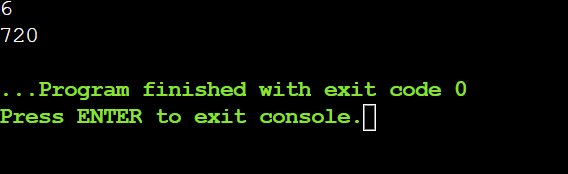 6
720
...Program finished with exit code 0
Press ENTER to exit console.